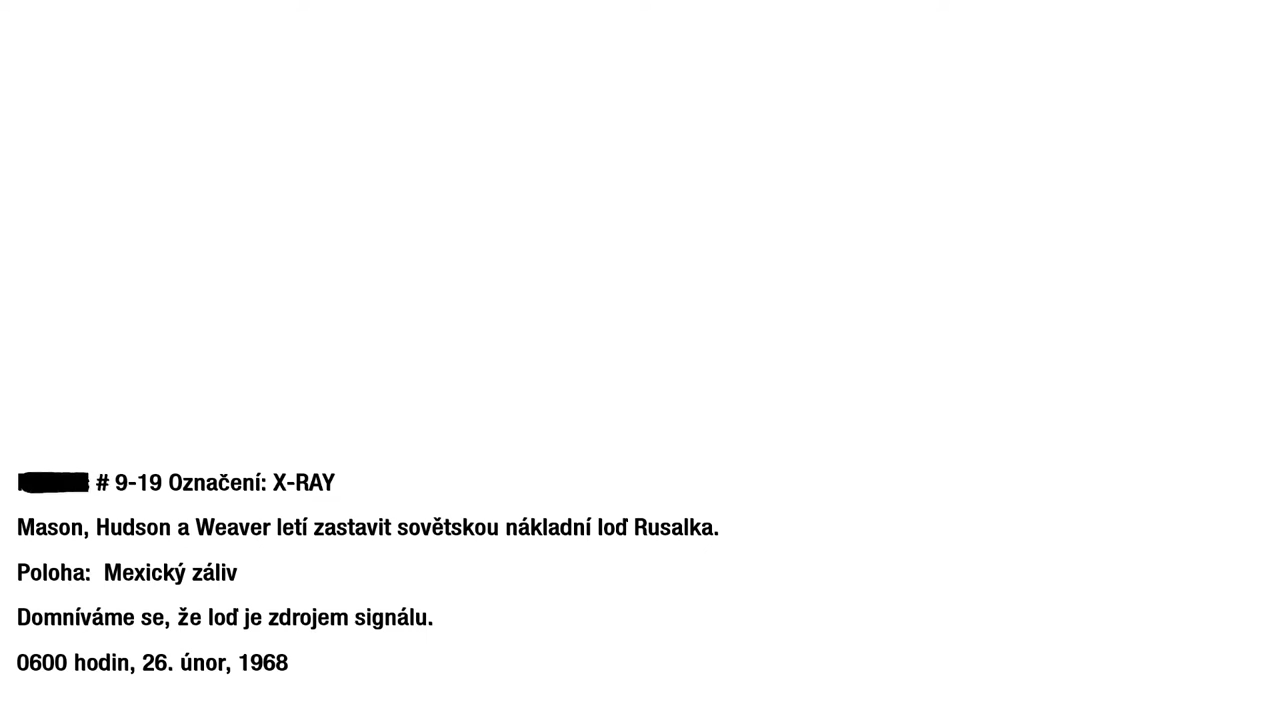 # 9-19 Označení: X-RAY
Mason, Hudson a Weaver letí zastavit sovětskou nákladní loď Rusalka.
Poloha: Mexický záliv
Domníváme se, že loď je zdrojem signálu.
0600 hodin, 26. únor, 1968